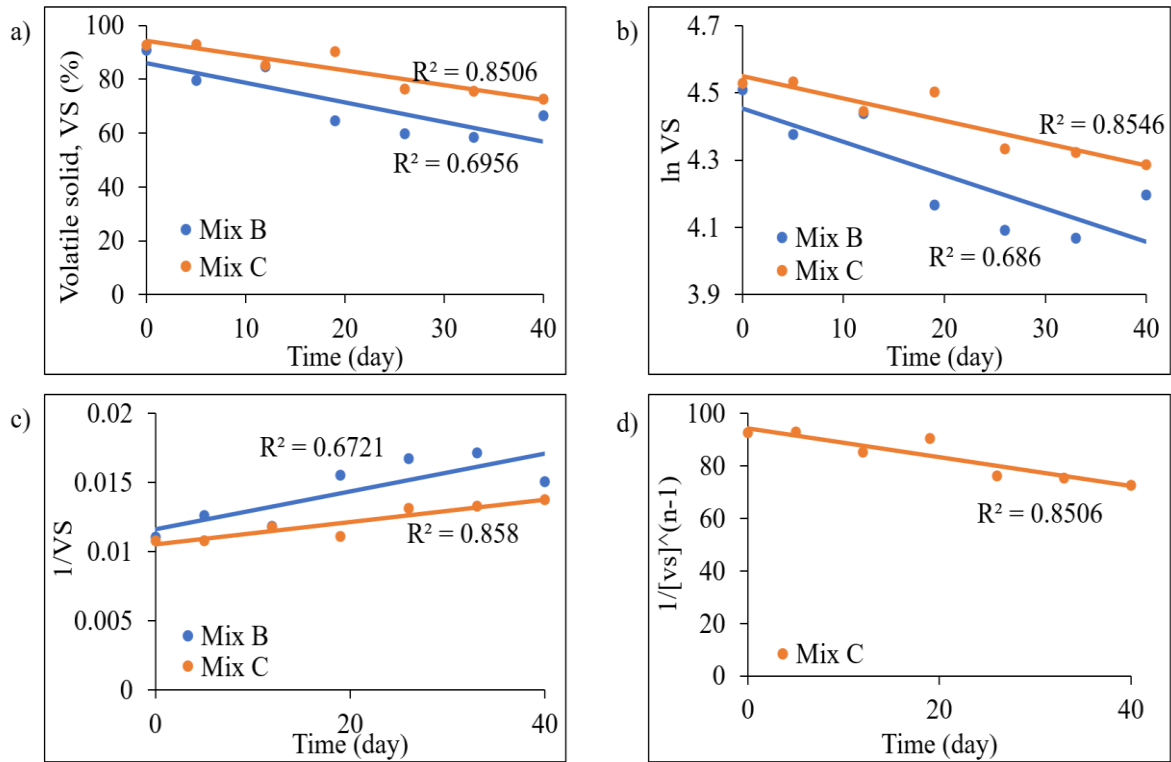 a)
Volatile solid, VS (%)
100
80
60
40
20
0
R² = 0.8506
R² = 0.6956
Mix B
Mix C
0
20
40
Time (day)
b)
ln VS
4.7
4.5
4.3
4.1
3.9
R² = 0.8546
R² = 0.686
Mix B
Mix C
0
10
20
30
40
Time (day)
c)
1/VS
0.02
0.015
0.01
0.005
0
R² = 0.6721
R² = 0.858
Mix B
Mix C
0
20
40
Time (day)
d)
1/[vs]^(n-1)
100
80
60
40
20
0
R² = 0.8506
Mix C
0
20
40
Time (day)